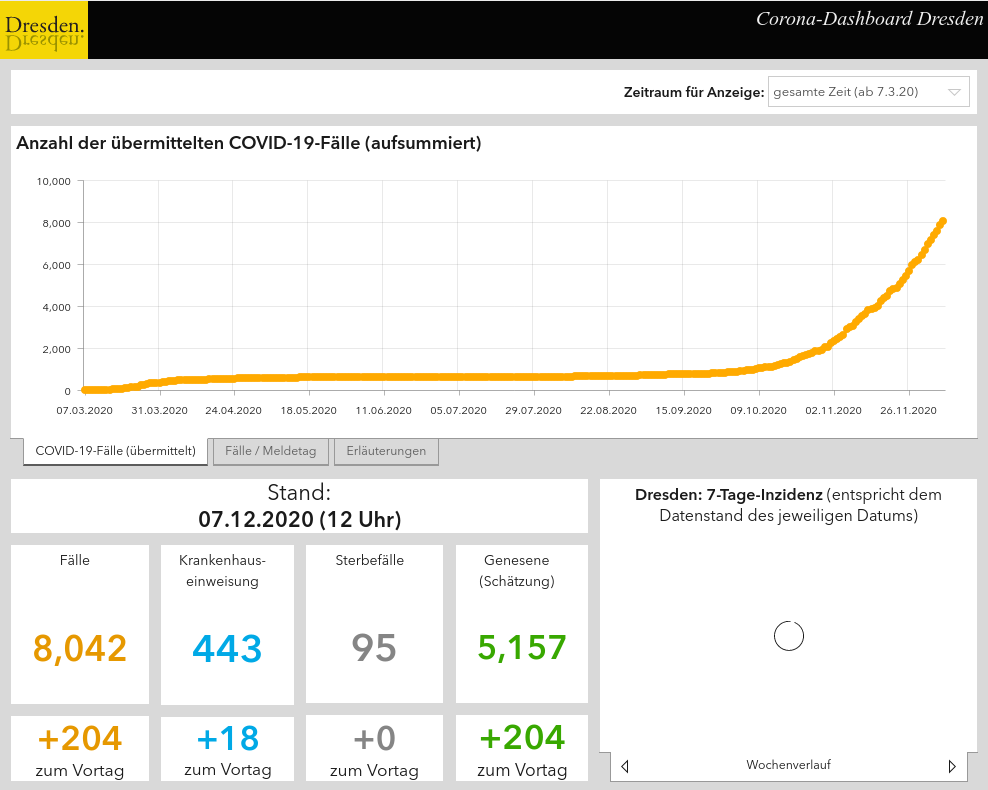 Dresden.
Dresden.
Corona-Dashboard Dresden
Zeitraum für Anzeige: gesamte Zeit (ab 7.3.20)
Anzahl der übermittelten COVID-19-Fälle (aufsummiert)
10,000
8,000
6,000
4,000
2,000
0
07.03.2020 31.03.2020 24.04.2020 18.05.2020 11.06.2020 05.07.2020 29.07.2020 22.08.2020 15.09.2020 09.10.2020 02.11.2020 26.11.2020
COVID-19-Fälle (übermittelt) Fälle / Meldetag Erläuterungen
Stand:
07.12.2020 (12 Uhr)
Fälle
8,042
+204
zum Vortag
Krankenhaus-
einweisung
443
+18
zum Vortag
Sterbefälle
95
+0
zum Vortag
Genesene
(Schätzung)
5,157
+204
zum Vortag
Dresden: 7-Tage-Inzidenz (entspricht dem
Datenstand des jeweiligen Datums)
Wochenverlauf